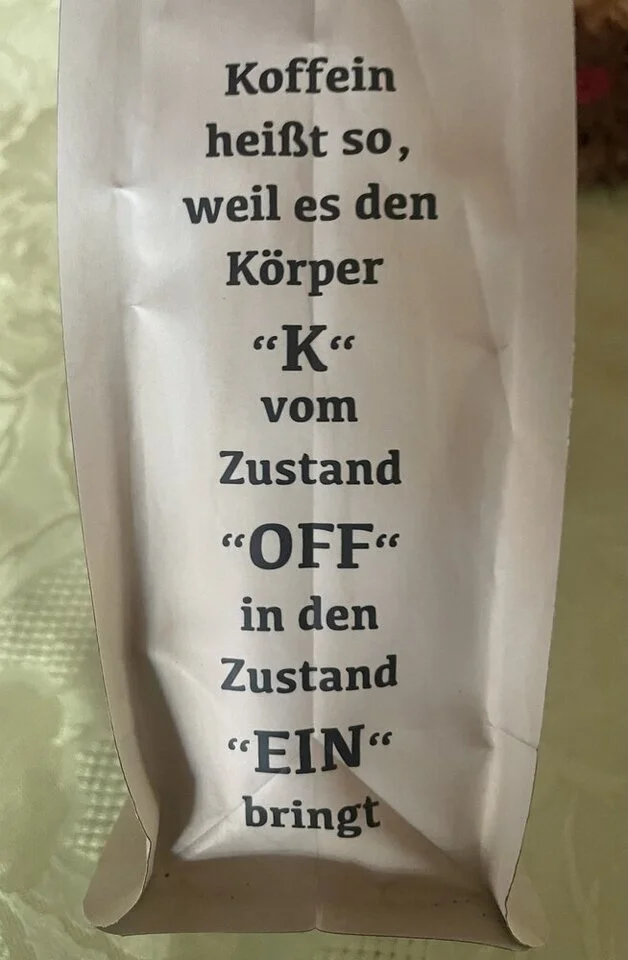 Koffein
heißt so,
weil es den
Körper
“K“
vom
Zustand
“OFF“
in den
Zustand
“EIN“
bringt